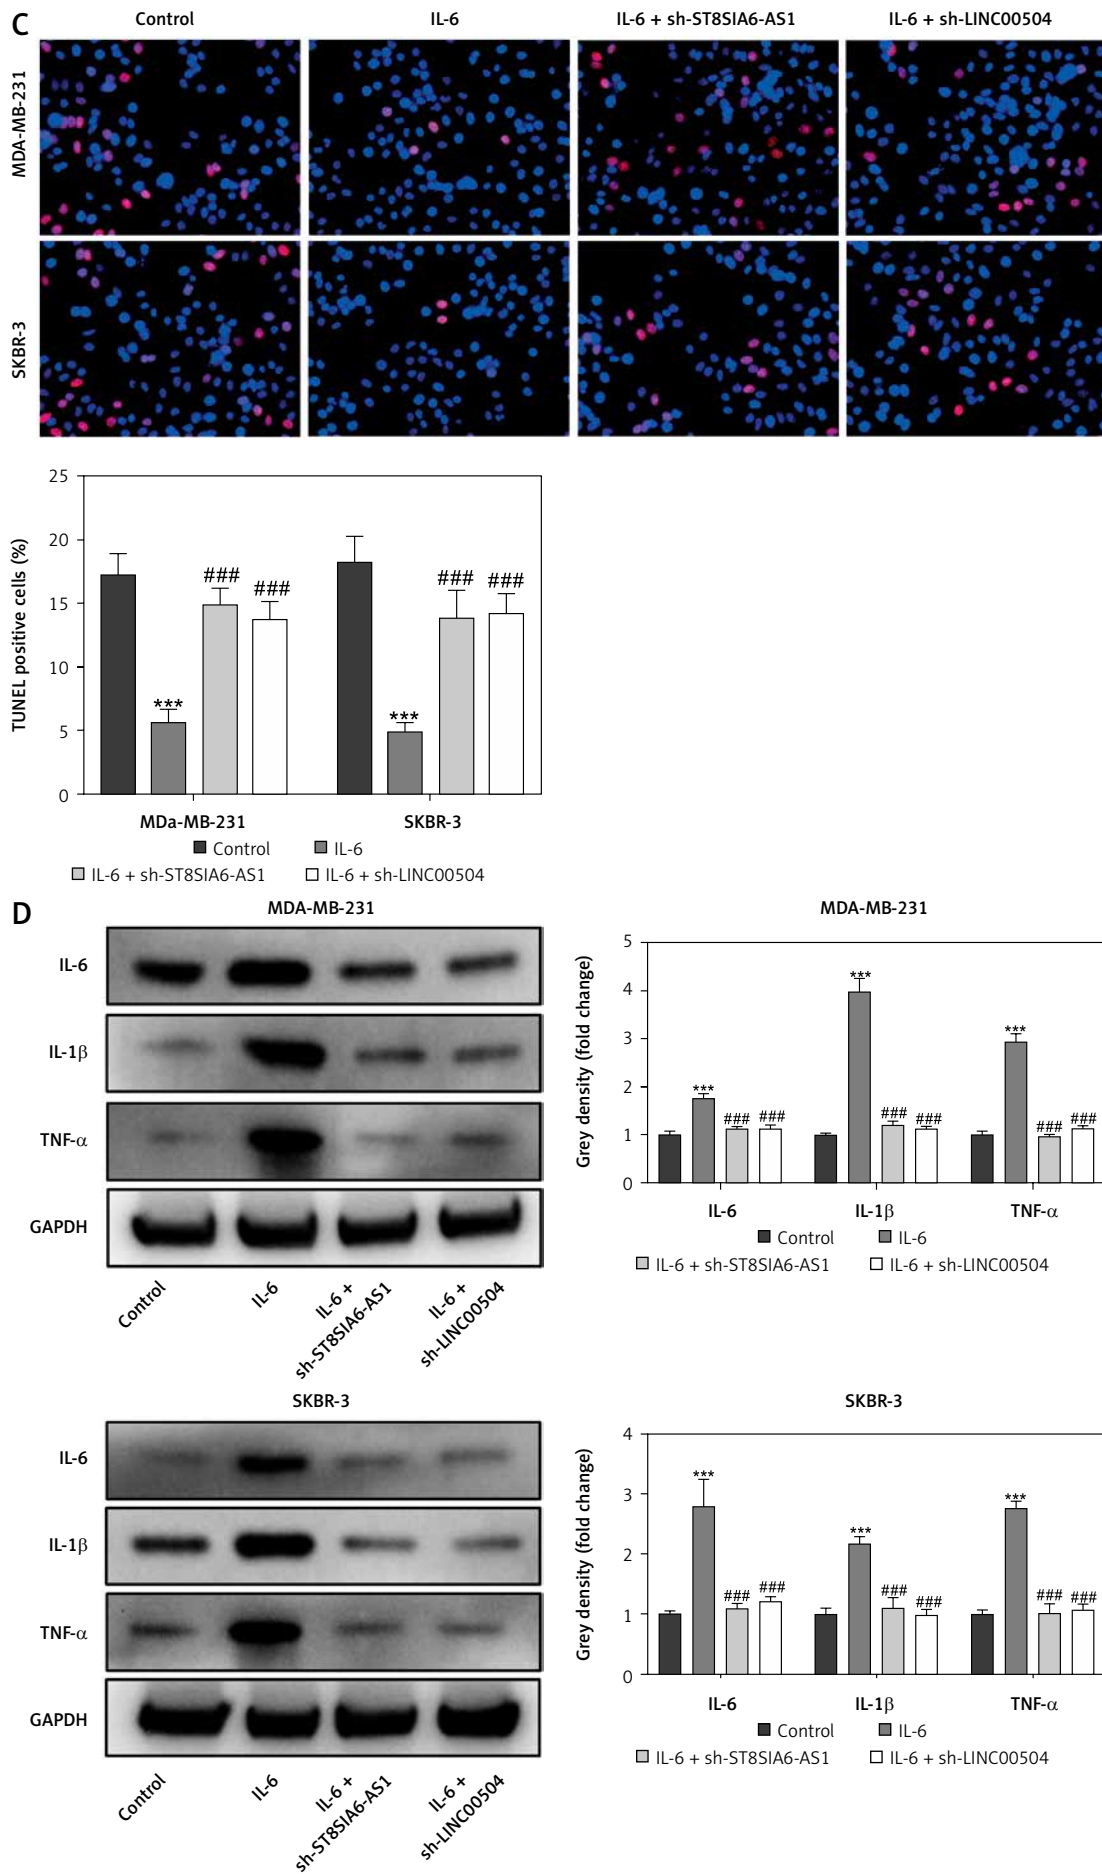 C
Control IL-6 IL-6 + sh-ST8SIA6-AS1 IL-6 + sh-LINC00504
MDA-MB-231
SKBR-3
TUNEL positive cells (%)
25
20
15
10
5
0
***
###
###
***
###
###
MDa-MB-231 SKBR-3
Control IL-6
IL-6 + sh-ST8SIA6-AS1 IL-6 + sh-LINC00504
D
MDA-MB-231
IL-6
IL-1β
TNF-α
GAPDH
Control
IL-6
IL-6 +
sh-ST8SIA6-AS1
IL-6 +
sh-LINC00504
MDA-MB-231
Grey density (fold change)
5
4
3
2
1
0
***
###
###
***
###
###
***
###
###
IL-6 IL-1β TNF-α
Control IL-6
IL-6 + sh-ST8SIA6-AS1 IL-6 + sh-LINC00504
SKBR-3
IL-6
IL-1β
TNF-α
GAPDH
Control
IL-6
IL-6 +
sh-ST8SIA6-AS1
IL-6 +
sh-LINC00504
SKBR-3
Grey density (fold change)
4
3
2
1
0
***
###
###
***
###
###
***
###
###
IL-6 IL-1β TNF-α
Control IL-6
IL-6 + sh-ST8SIA6-AS1 IL-6 + sh-LINC00504